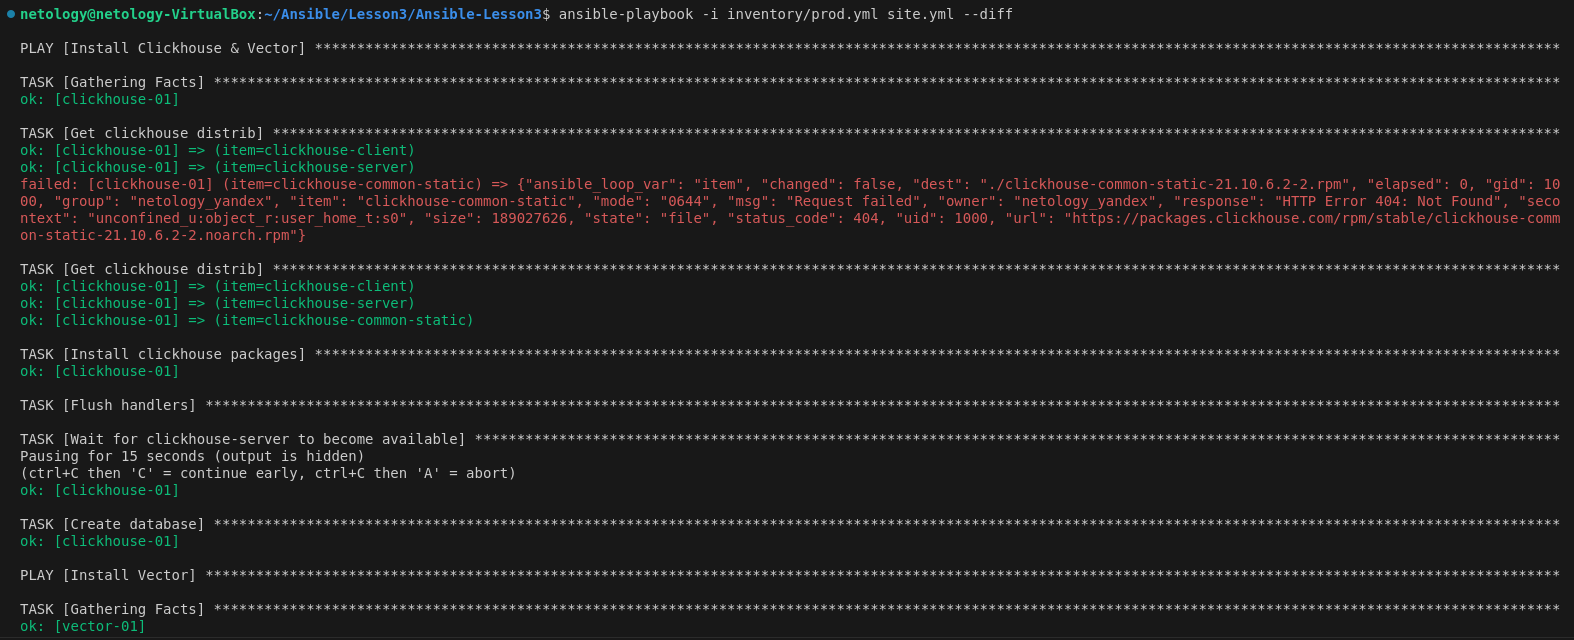 netology@netology-VirtualBox:~/Ansible/Lesson3/Ansible-Lesson3$ ansible-playbook -i inventory/prod.yml site.yml --diff
PLAY [Install Clickhouse & Vector] ****************************************************************************************************************************************************
TASK [Gathering Facts] ****************************************************************************************************************************************************************
ok: [clickhouse-01]
TASK [Get clickhouse distrib] *********************************************************************************************************************************************************
ok: [clickhouse-01] => (item=clickhouse-client)
ok: [clickhouse-01] => (item=clickhouse-server)
failed: [clickhouse-01] (item=clickhouse-common-static) => {"ansible_loop_var": "item", "changed": false, "dest": "./clickhouse-common-static-21.10.6.2-2.rpm", "elapsed": 0, "gid": 10
00, "group": "netology_yandex", "item": "clickhouse-common-static", "mode": "0644", "msg": "Request failed", "owner": "netology_yandex", "response": "HTTP Error 404: Not Found", "seco
ntext": "unconfined_u:object_r:user_home_t:s0", "size": 189027626, "state": "file", "status_code": 404, "uid": 1000, "url": "https://packages.clickhouse.com/rpm/stable/clickhouse-comm
on-static-21.10.6.2-2.noarch.rpm"}
TASK [Get clickhouse distrib] *********************************************************************************************************************************************************
ok: [clickhouse-01] => (item=clickhouse-client)
ok: [clickhouse-01] => (item=clickhouse-server)
ok: [clickhouse-01] => (item=clickhouse-common-static)
TASK [Install clickhouse packages] ****************************************************************************************************************************************************
ok: [clickhouse-01]
TASK [Flush handlers] *****************************************************************************************************************************************************************
TASK [Wait for clickhouse-server to become available] *********************************************************************************************************************************
Pausing for 15 seconds (output is hidden)
(ctrl+C then 'C' = continue early, ctrl+C then 'A' = abort)
ok: [clickhouse-01]
TASK [Create database] ****************************************************************************************************************************************************************
ok: [clickhouse-01]
PLAY [Install Vector] *****************************************************************************************************************************************************************
TASK [Gathering Facts] ****************************************************************************************************************************************************************
ok: [vector-01]